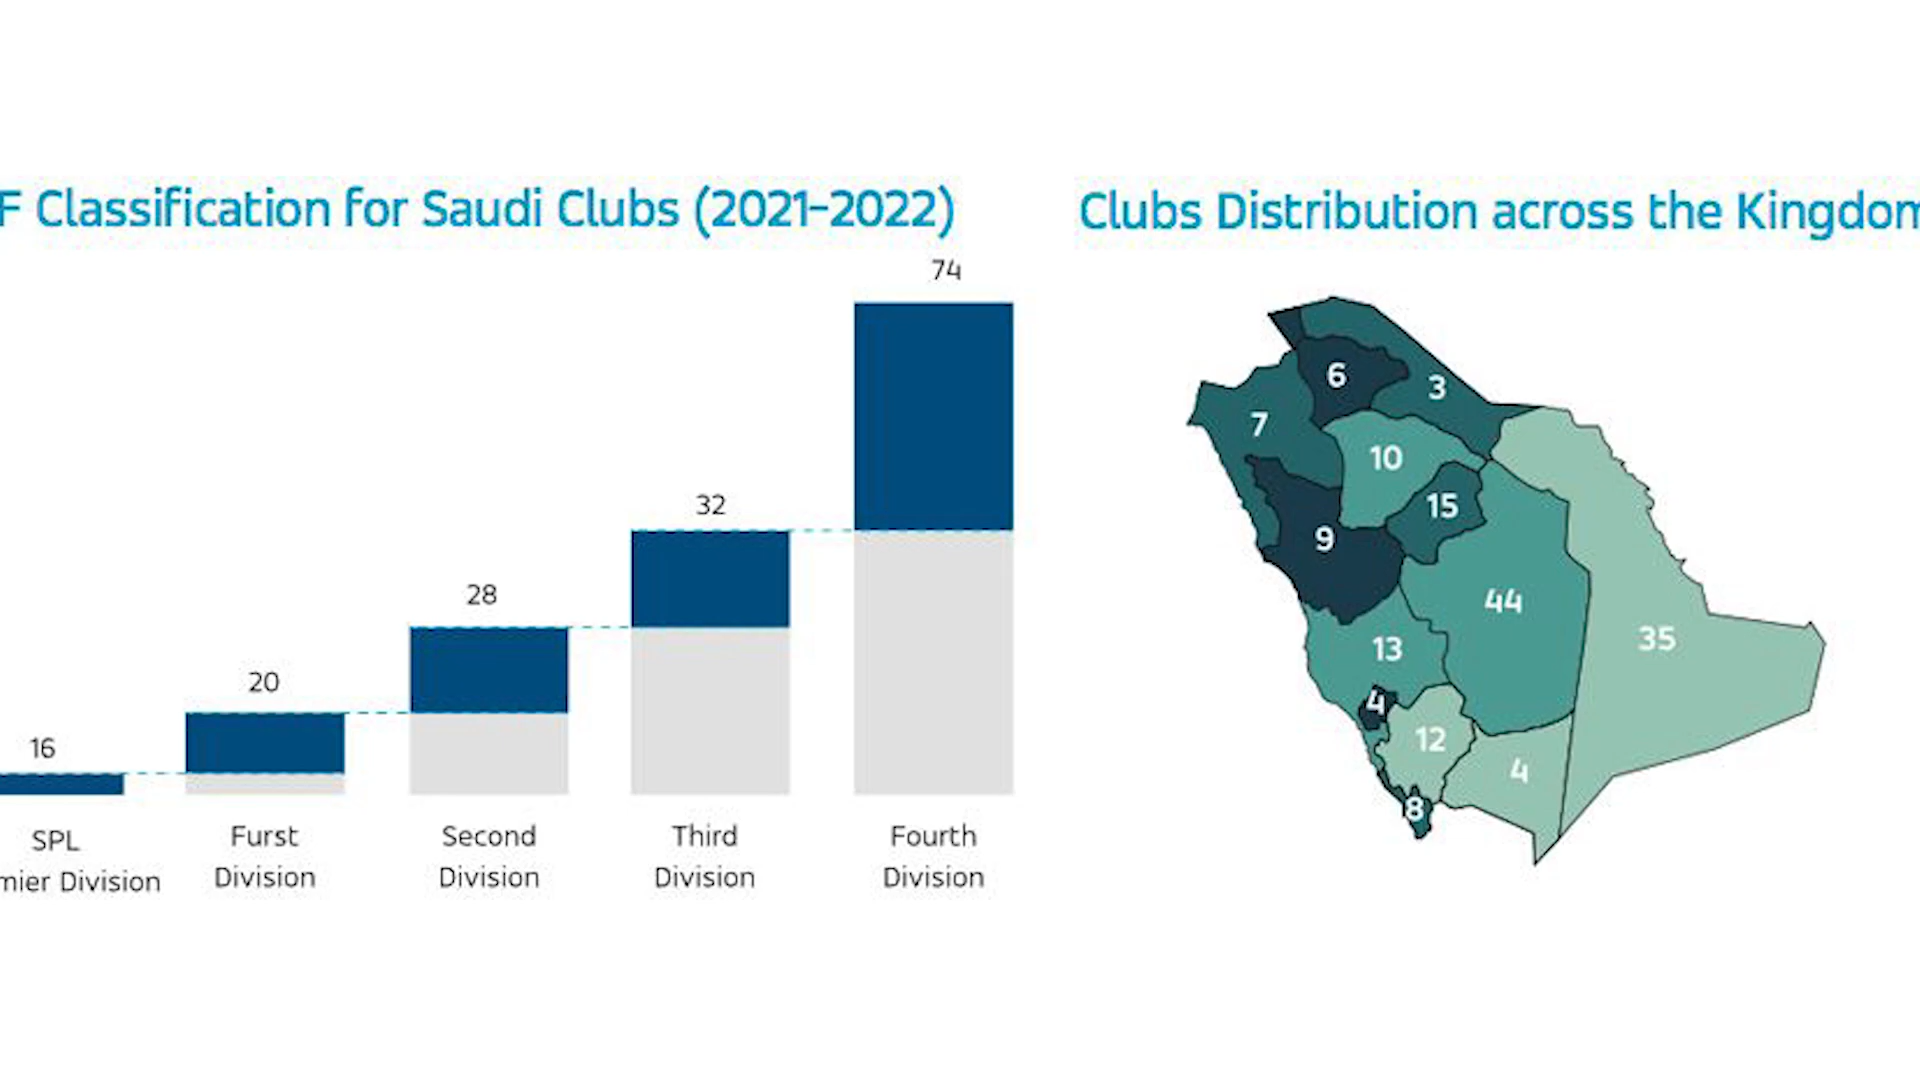 F Classification for Saudi Clubs (2021-2022)
74
32
28
20
16
SPL
mier Division
Furst
Division
Second
Division
Third
Division
Fourth
Division
Clubs Distribution across the Kingdom
6
3
7
10
15
9
44
35
13
4
12
4
8